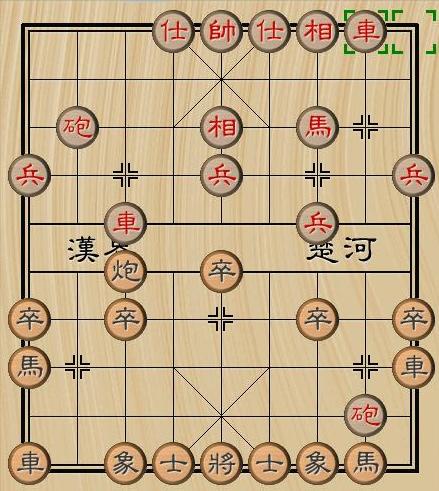 仕帥仕相車
砲相馬
兵兵兵
車兵
漢 楚河
炮卒
卒卒卒卒
馬車
砲
車象士將士象馬